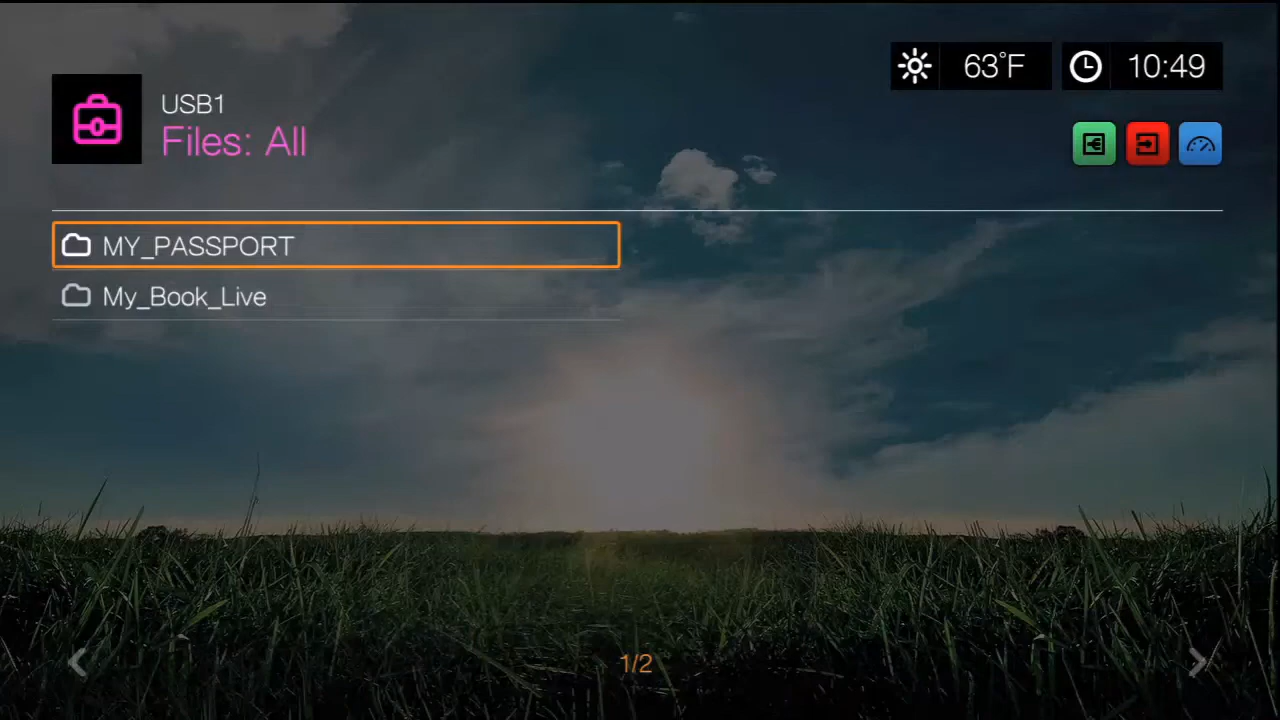 63°F
10:49
USB1
Files: All
MY_PASSPORT
My_Book_Live
1/2